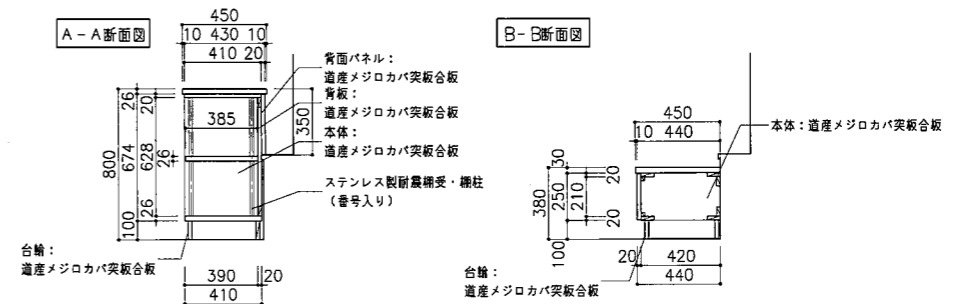 A-A断面図
450
10 430 10
410 20
背面パネル：
道産メジロカバ突板合板
背板：
道産メジロカバ突板合板
本体：
道産メジロカバ突板合板
ステンレス製耐震棚受・棚柱
（番号入り）
385
350
26
20
800
674
628
26
26
100
台輪：
道産メジロカバ突板合板
390 20
410
B-B断面図
450
10 440
本体：道産メジロカバ突板合板
30
20
380
250
210
20
100
20 420
440
台輪：
道産メジロカバ突板合板